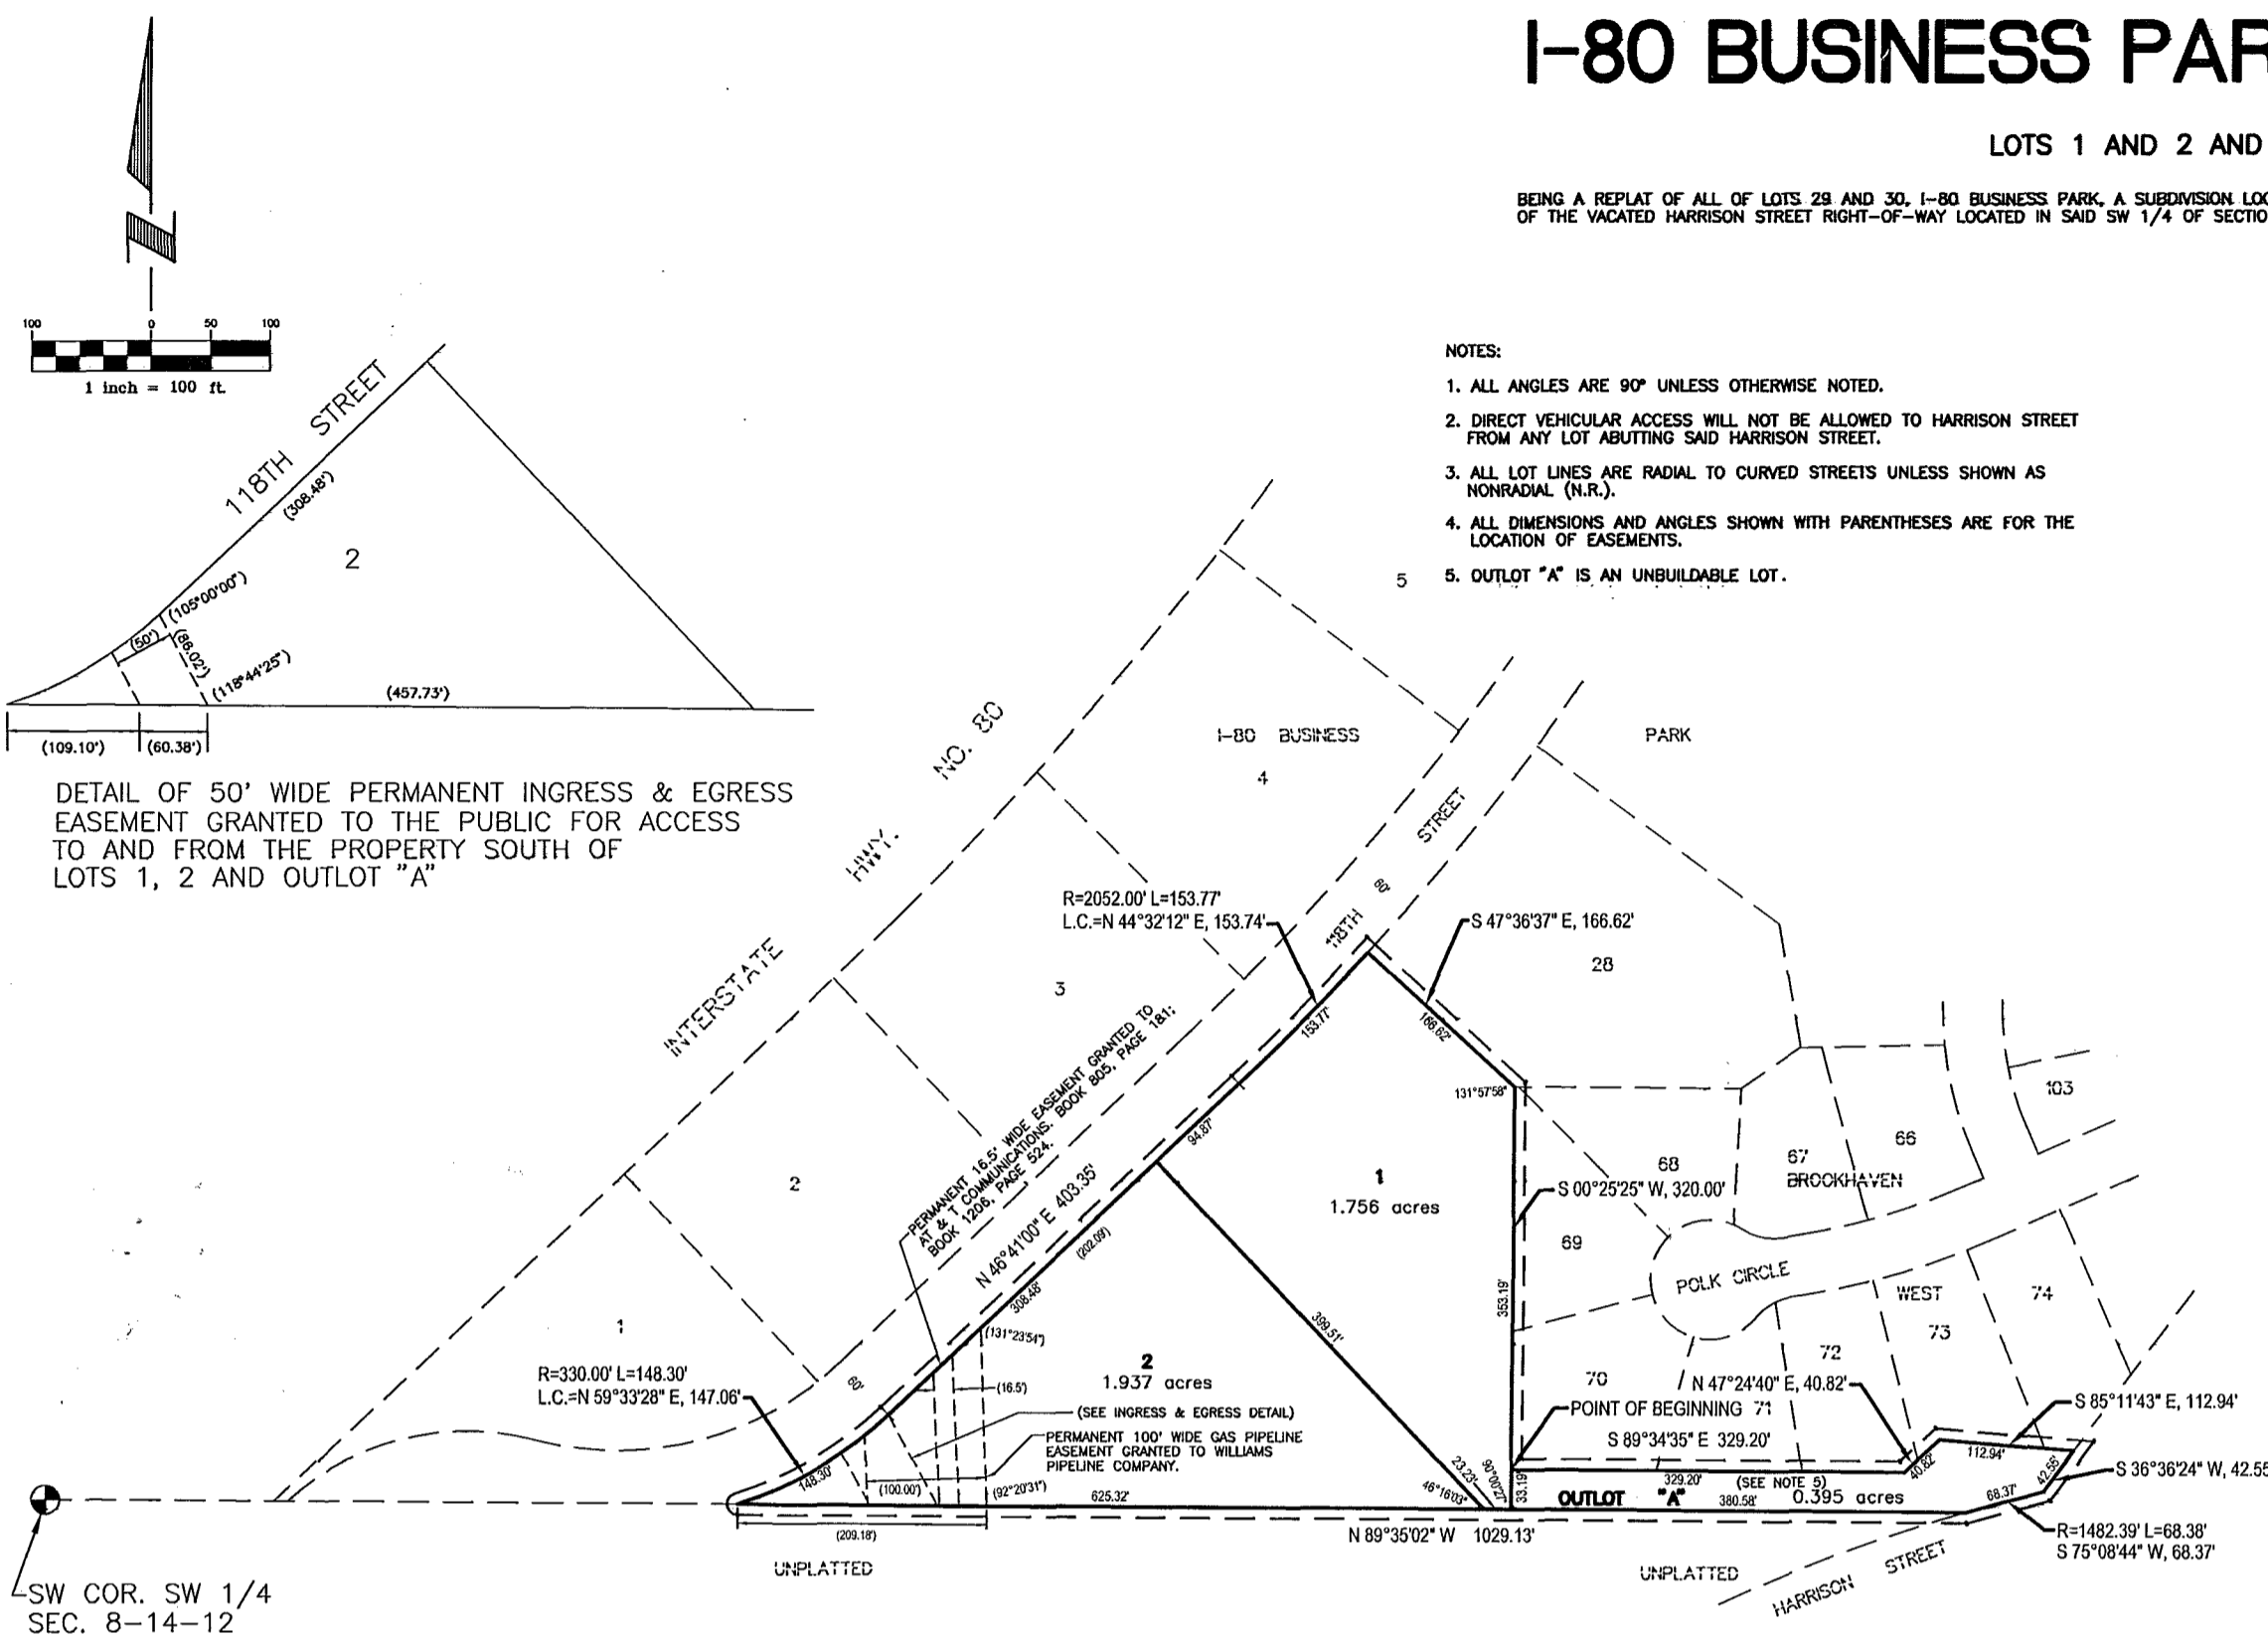 I-80 BUSINESS PAR
LOTS 1 AND 2 AND
BEING A REPLAT OF ALL OF LOTS 29 AND 30, I-80 BUSINESS PARK, A SUBDIVISION LOC
OF THE VACATED HARRISON STREET RIGHT-OF-WAY LOCATED IN SAID SW 1/4 OF SECTIO
100 0 50 100
1 inch = 100 ft.
NOTES:
1. ALL ANGLES ARE 90° UNLESS OTHERWISE NOTED.
2. DIRECT VEHICULAR ACCESS WILL NOT BE ALLOWED TO HARRISON STREET
FROM ANY LOT ABUTTING SAID HARRISON STREET.
3. ALL LOT LINES ARE RADIAL TO CURVED STREETS UNLESS SHOWN AS
NONRADIAL (N.R.).
4. ALL DIMENSIONS AND ANGLES SHOWN WITH PARENTHESES ARE FOR THE
LOCATION OF EASEMENTS.
5. OUTLOT "A" IS AN UNBUILDABLE LOT.
118TH STREET
(308.48')
2
(105°00'00")
(50')
(86.02')
(118°44'25")
(457.73')
(109.10')
(60.38')
DETAIL OF 50' WIDE PERMANENT INGRESS & EGRESS
EASEMENT GRANTED TO THE PUBLIC FOR ACCESS
TO AND FROM THE PROPERTY SOUTH OF
LOTS 1, 2 AND OUTLOT "A"
5
INTERSTATE HWY. NO. 80
I-80 BUSINESS
PARK
4
118TH STREET
60'
R=2052.00' L=153.77'
L.C.=N 44°32'12" E, 153.74'
S 47°36'37" E, 166.62'
28
3
153.77'
166.62'
PERMANENT 16.5' WIDE EASEMENT GRANTED TO
AT & T COMMUNICATIONS. BOOK 805, PAGE 181;
BOOK 1206, PAGE 524.
131°57'58"
103
94.87'
66
67
68
BROOKHAVEN
2
1
1.756 acres
S 00°25'25" W, 320.00'
N 46°41'00" E 403.35'
(202.09')
69
308.48'
353.19'
POLK CIRCLE
WEST
74
1
(131°23'54")
399.51'
73
72
R=330.00' L=148.30'
L.C.=N 59°33'28" E, 147.06'
60'
2
1.937 acres
(16.5')
70
N 47°24'40" E, 40.82'
S 85°11'43" E, 112.94'
(SEE INGRESS & EGRESS DETAIL)
POINT OF BEGINNING 71
PERMANENT 100' WIDE GAS PIPELINE
EASEMENT GRANTED TO WILLIAMS
PIPELINE COMPANY.
S 89°34'35" E 329.20'
112.94'
40.82'
42.55'
S 36°36'24" W, 42.55
148.30'
(100.00')
(92°20'31")
625.32'
46°16'03"
23.23'
90°00'27"
33.19'
329.20'
(SEE NOTE 5)
OUTLOT "A"
380.58'
0.395 acres
68.37'
(209.18')
N 89°35'02" W 1029.13'
R=1482.39' L=68.38'
S 75°08'44" W, 68.37'
UNPLATTED
UNPLATTED
HARRISON STREET
SW COR. SW 1/4
SEC. 8-14-12